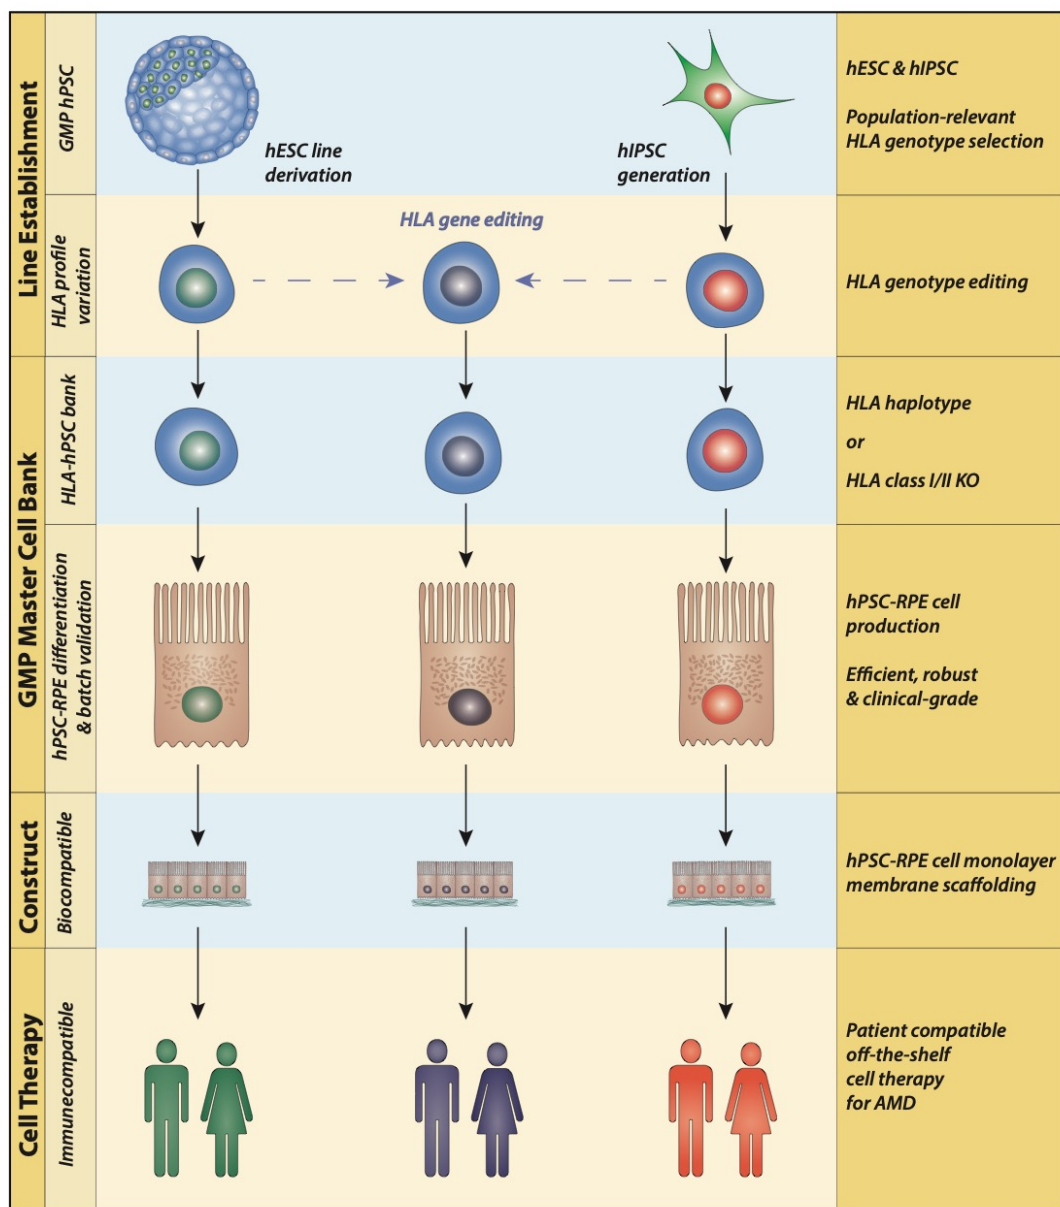 Line Establishment
GMP hPSC
hESC line
derivation
hIPSC
generation
hESC & hIPSC
Population-relevant
HLA genotype selection
HLA profile
variation
HLA gene editing
HLA genotype editing
GMP Master Cell Bank
HLA-hPSC bank
HLA haplotype
or
HLA class I/II KO
hPSC-RPE differentiation
& batch validation
hPSC-RPE cell
production
Efficient, robust
& clinical-grade
Construct
Biocompatible
hPSC-RPE cell monolayer
membrane scaffolding
Cell Therapy
Immunecompatible
Patient compatible
off-the-shelf
cell therapy
for AMD